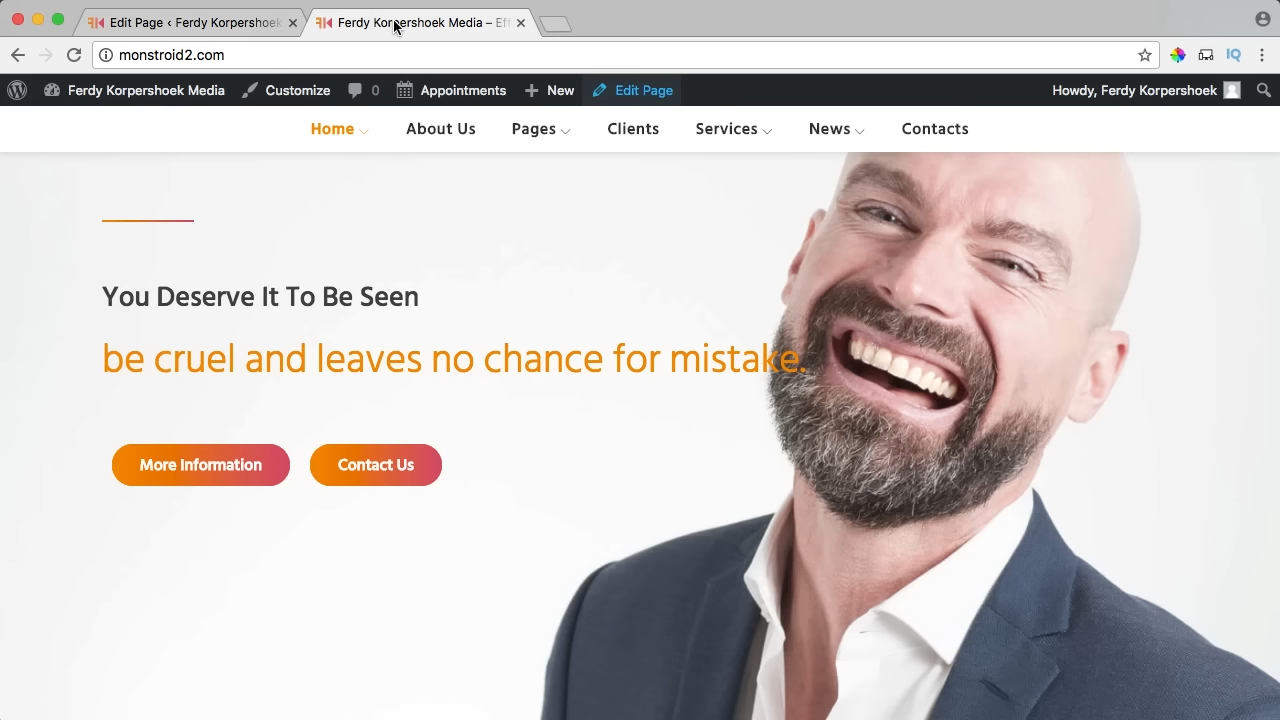 Edit Page ‹ Ferdy Korpershoek
Ferdy Korpershoek Media – Eff
monstroid2.com
Ferdy Korpershoek Media
Customize
0
Appointments
New
Edit Page
Howdy, Ferdy Korpershoek
Home
About Us
Pages
Clients
Services
News
Contacts
You Deserve It To Be Seen
be cruel and leaves no chance for mistake.
More Information
Contact Us